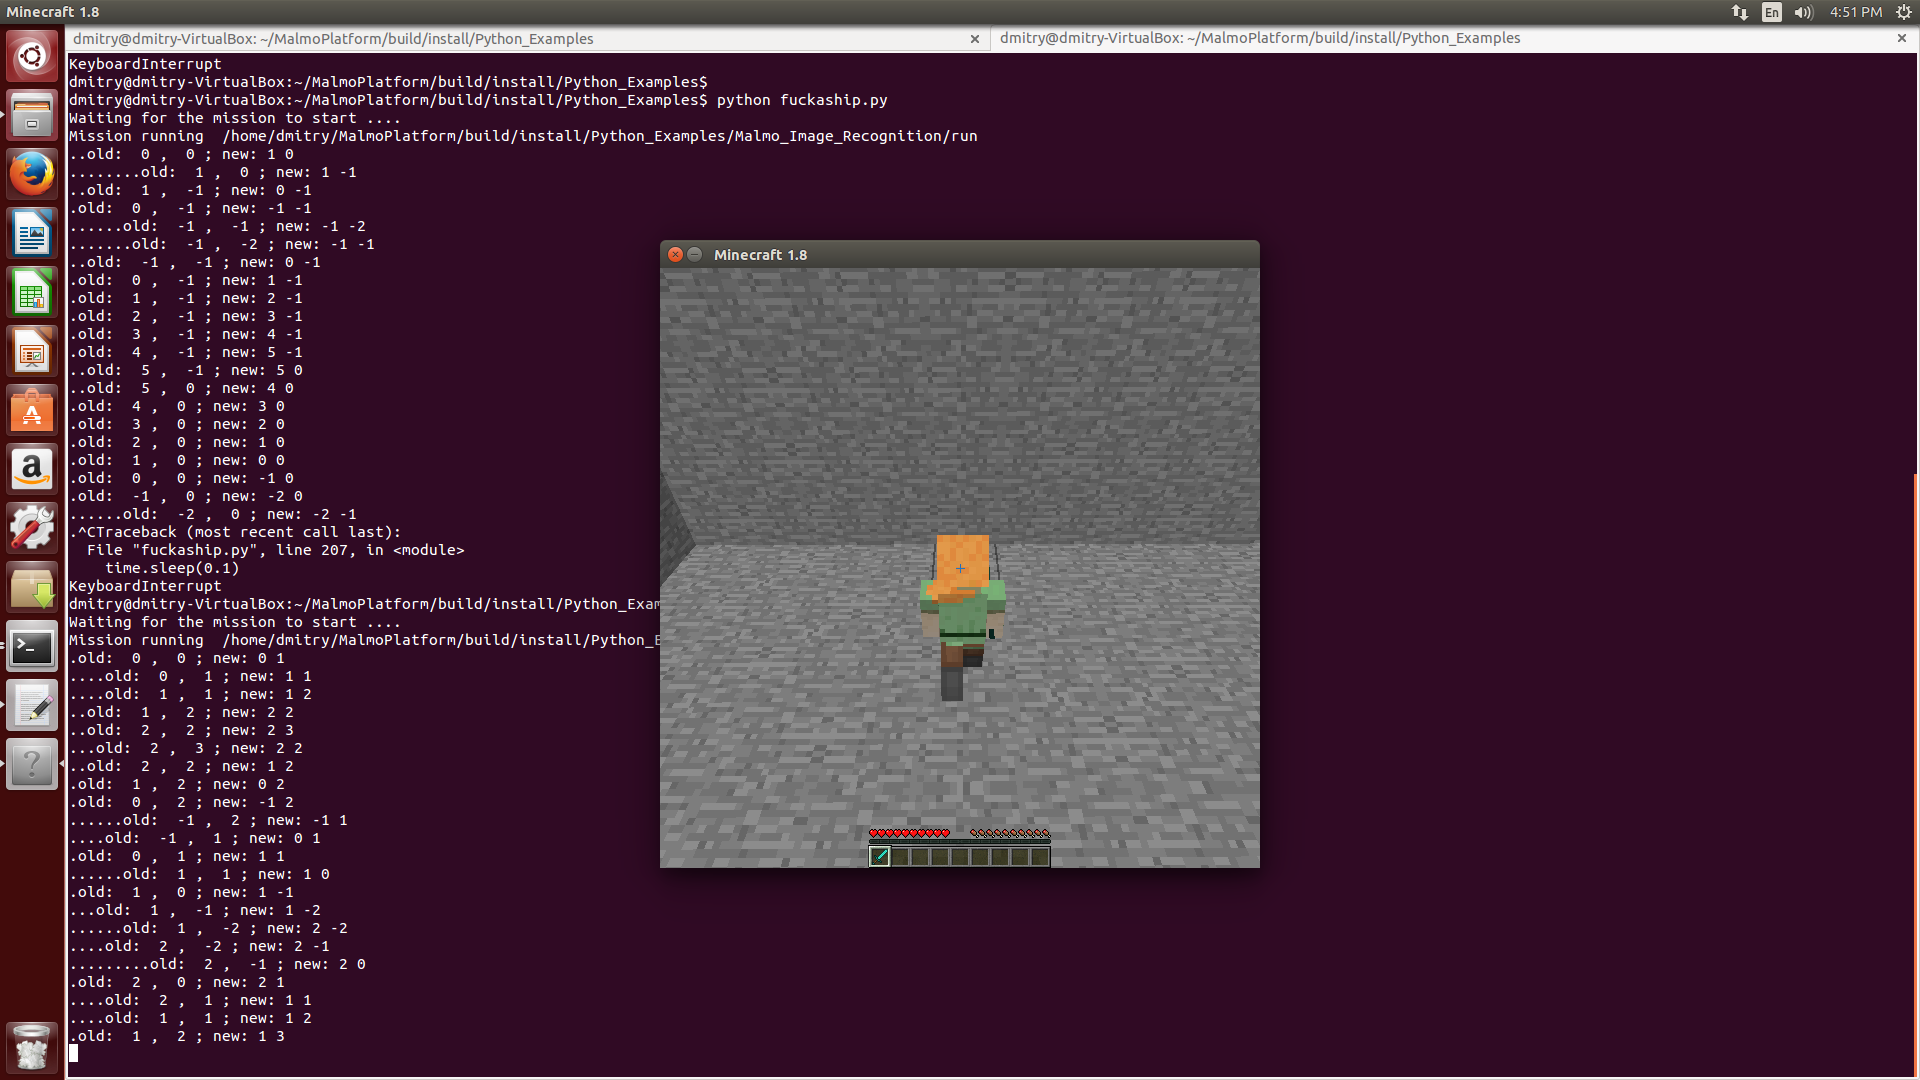 Minecraft 1.8
En
4:51 PM
dmitry@dmitry-VirtualBox: ~/MalmoPlatform/build/install/Python_Examples
dmitry@dmitry-VirtualBox: ~/MalmoPlatform/build/install/Python_Examples
KeyboardInterrupt
dmitry@dmitry-VirtualBox:~/MalmoPlatform/build/install/Python_Examples$
dmitry@dmitry-VirtualBox:~/MalmoPlatform/build/install/Python_Examples$ python fuckaship.py
Waiting for the mission to start ....
Mission running  /home/dmitry/MalmoPlatform/build/install/Python_Examples/Malmo_Image_Recognition/run
..old:  0 ,  0 ; new: 1 0
........old:  1 ,  0 ; new: 1 -1
..old:  1 ,  -1 ; new: 0 -1
.old:  0 ,  -1 ; new: -1 -1
......old:  -1 ,  -1 ; new: -1 -2
.......old:  -1 ,  -2 ; new: -1 -1
..old:  -1 ,  -1 ; new: 0 -1
.old:  0 ,  -1 ; new: 1 -1
.old:  1 ,  -1 ; new: 2 -1
.old:  2 ,  -1 ; new: 3 -1
.old:  3 ,  -1 ; new: 4 -1
.old:  4 ,  -1 ; new: 5 -1
..old:  5 ,  -1 ; new: 5 0
..old:  5 ,  0 ; new: 4 0
.old:  4 ,  0 ; new: 3 0
.old:  3 ,  0 ; new: 2 0
.old:  2 ,  0 ; new: 1 0
.old:  1 ,  0 ; new: 0 0
.old:  0 ,  0 ; new: -1 0
.old:  -1 ,  0 ; new: -2 0
......old:  -2 ,  0 ; new: -2 -1
.^CTraceback (most recent call last):
  File "fuckaship.py", line 207, in <module>
    time.sleep(0.1)
KeyboardInterrupt
dmitry@dmitry-VirtualBox:~/MalmoPlatform/build/install/Python_Exam
Waiting for the mission to start ....
Mission running  /home/dmitry/MalmoPlatform/build/install/Python_E
.old:  0 ,  0 ; new: 0 1
....old:  0 ,  1 ; new: 1 1
....old:  1 ,  1 ; new: 1 2
..old:  1 ,  2 ; new: 2 2
..old:  2 ,  2 ; new: 2 3
...old:  2 ,  3 ; new: 2 2
..old:  2 ,  2 ; new: 1 2
.old:  1 ,  2 ; new: 0 2
.old:  0 ,  2 ; new: -1 2
......old:  -1 ,  2 ; new: -1 1
....old:  -1 ,  1 ; new: 0 1
.old:  0 ,  1 ; new: 1 1
......old:  1 ,  1 ; new: 1 0
.old:  1 ,  0 ; new: 1 -1
...old:  1 ,  -1 ; new: 1 -2
......old:  1 ,  -2 ; new: 2 -2
....old:  2 ,  -2 ; new: 2 -1
.........old:  2 ,  -1 ; new: 2 0
.old:  2 ,  0 ; new: 2 1
....old:  2 ,  1 ; new: 1 1
....old:  1 ,  1 ; new: 1 2
.old:  1 ,  2 ; new: 1 3
Minecraft 1.8